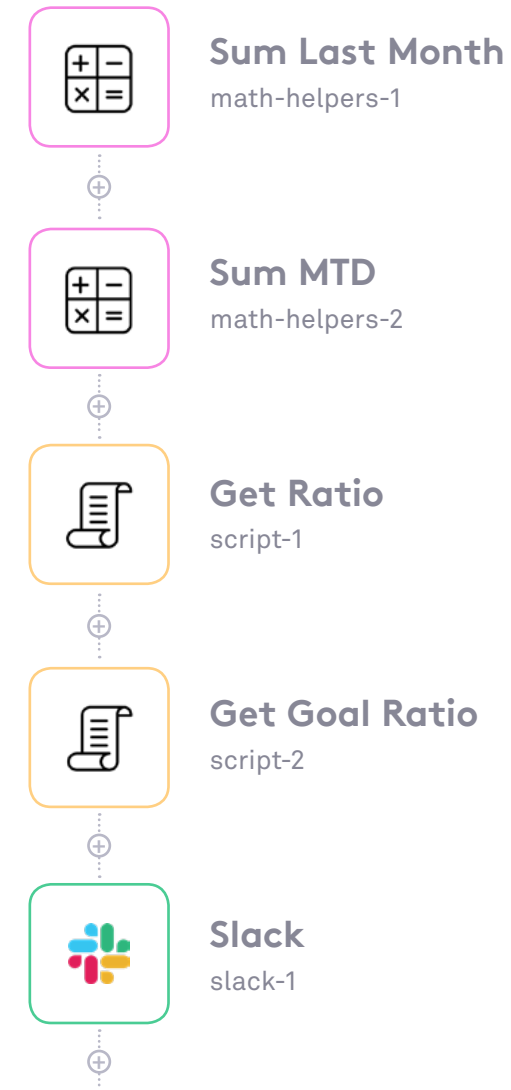 Sum Last Month
math-helpers-1
Sum MTD
math-helpers-2
Get Ratio
script-1
Get Goal Ratio
script-2
Slack
slack-1